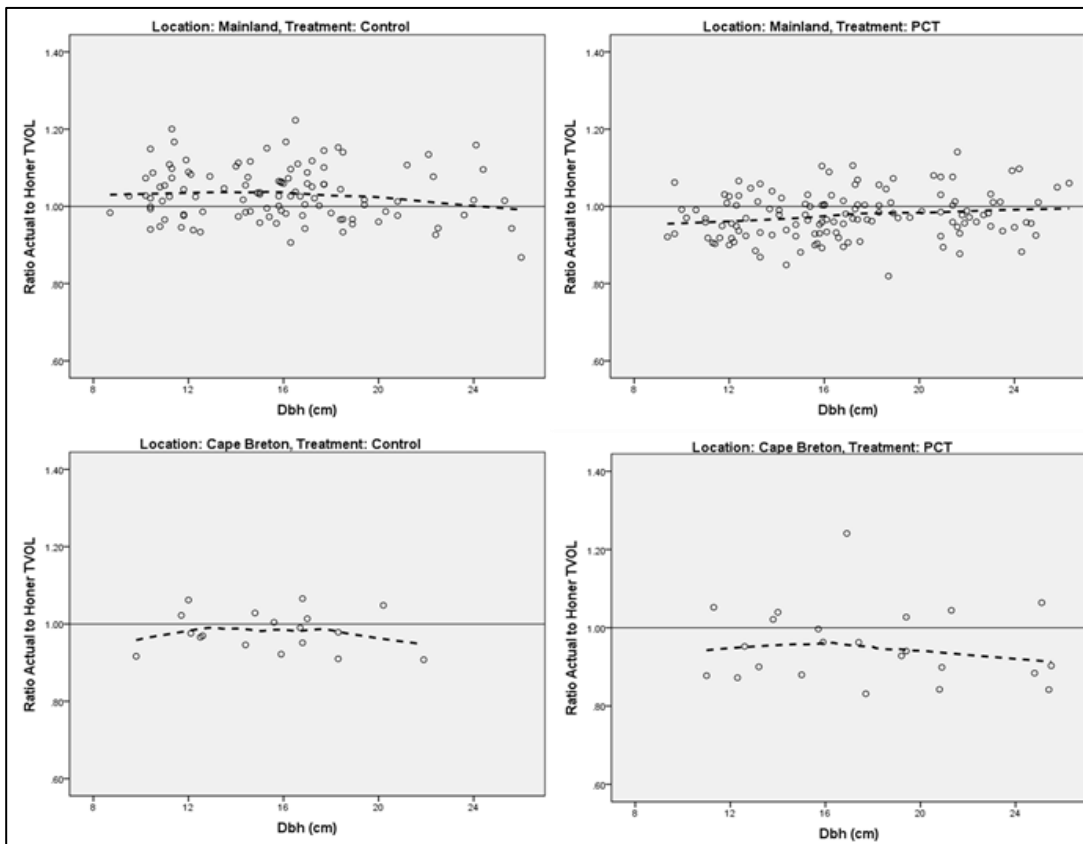 Location: Mainland, Treatment: Control
Ratio Actual to Honer TVOL
1.40
1.20
1.00
.80
.60
8 12 16 20 24
Dbh (cm)
Location: Mainland, Treatment: PCT
Ratio Actual to Honer TVOL
1.40
1.20
1.00
.80
.60
8 12 16 20 24
Dbh (cm)
Location: Cape Breton, Treatment: Control
Ratio Actual to Honer TVOL
1.40
1.20
1.00
.80
.60
8 12 16 20 24
Dbh (cm)
Location: Cape Breton, Treatment: PCT
Ratio Actual to Honer TVOL
1.40
1.20
1.00
.80
.60
8 12 16 20 24
Dbh (cm)